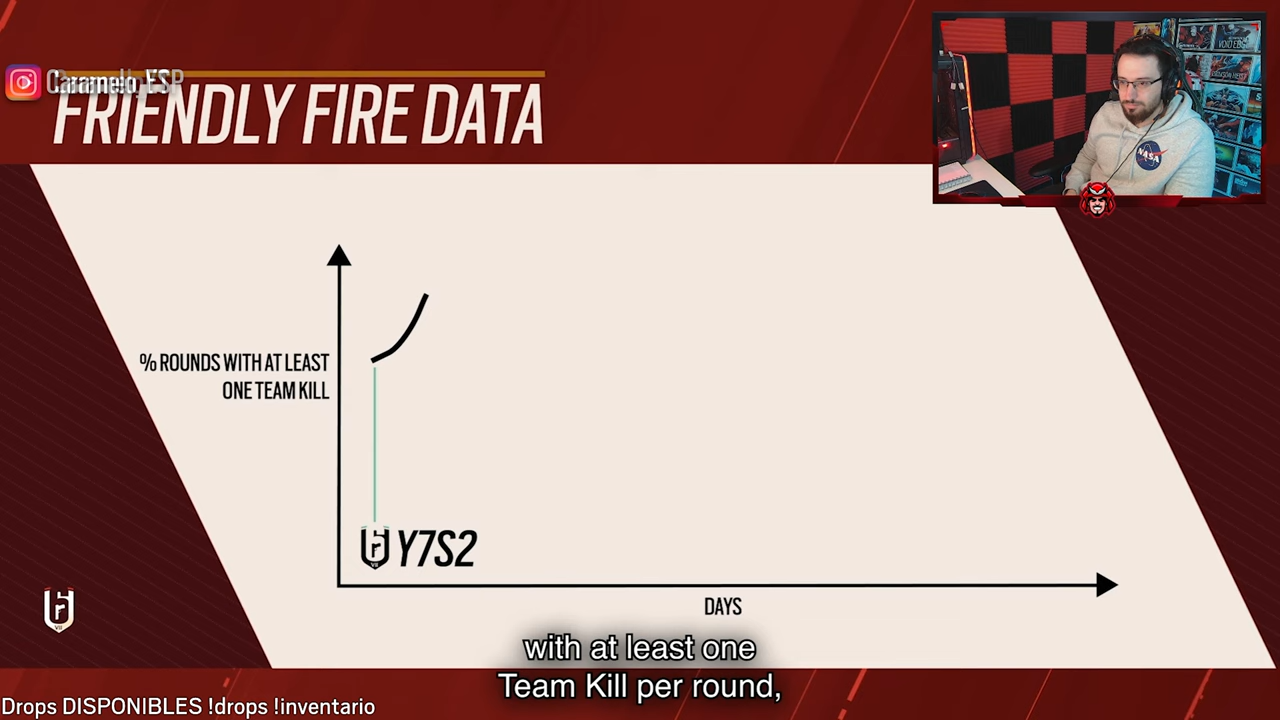 FRIENDLY FIRE DATA
NASA
% ROUNDS WITH AT LEAST
ONE TEAM KILL
Y7S2
DAYS
with at least one
Team Kill per round,
Drops DISPONIBLES !drops !inventario